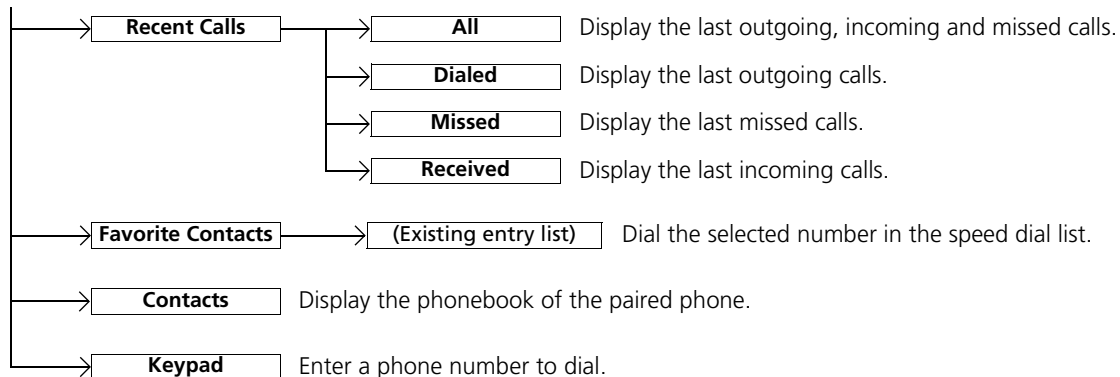 Recent Calls All Display the last outgoing, incoming and missed calls.
Dialed Display the last outgoing calls.
Missed Display the last missed calls.
Received Display the last incoming calls.
Favorite Contacts (Existing entry list) Dial the selected number in the speed dial list.
Contacts Display the phonebook of the paired phone.
Keypad Enter a phone number to dial.